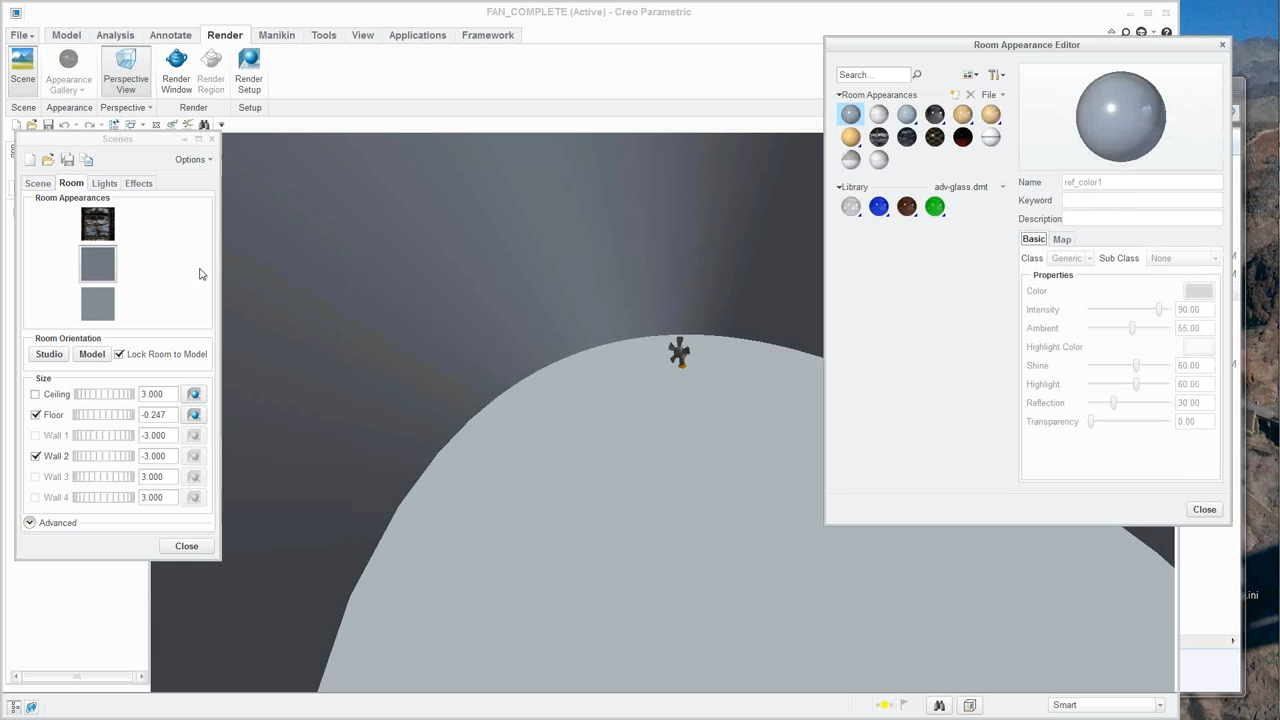 FAN_COMPLETE (Active) - Creo Parametric
File
Model
Analysis
Annotate
Render
Manikin
Tools
View
Applications
Framework
Scene
Appearance
Gallery
Perspective
View
Render
Window
Render
Region
Render
Setup
Scene
Appearance
Perspective
Render
Setup
Scenes
Options
Scene
Room
Lights
Effects
Room Appearances
Room Orientation
Studio
Model
Lock Room to Model
Size
Ceiling 3.000
Floor -0.247
Wall 1 -3.000
Wall 2 -3.000
Wall 3 3.000
Wall 4 3.000
Advanced
Close
Room Appearance Editor
Search...
Room Appearances
File
Library
adv-glass.dmt
Name ref_color1
Keyword
Description
Basic
Map
Class Generic Sub Class None
Properties
Color
Intensity 90.00
Ambient 55.00
Highlight Color
Shine 60.00
Highlight 60.00
Reflection 30.00
Transparency 0.00
Close
.ini
Smart